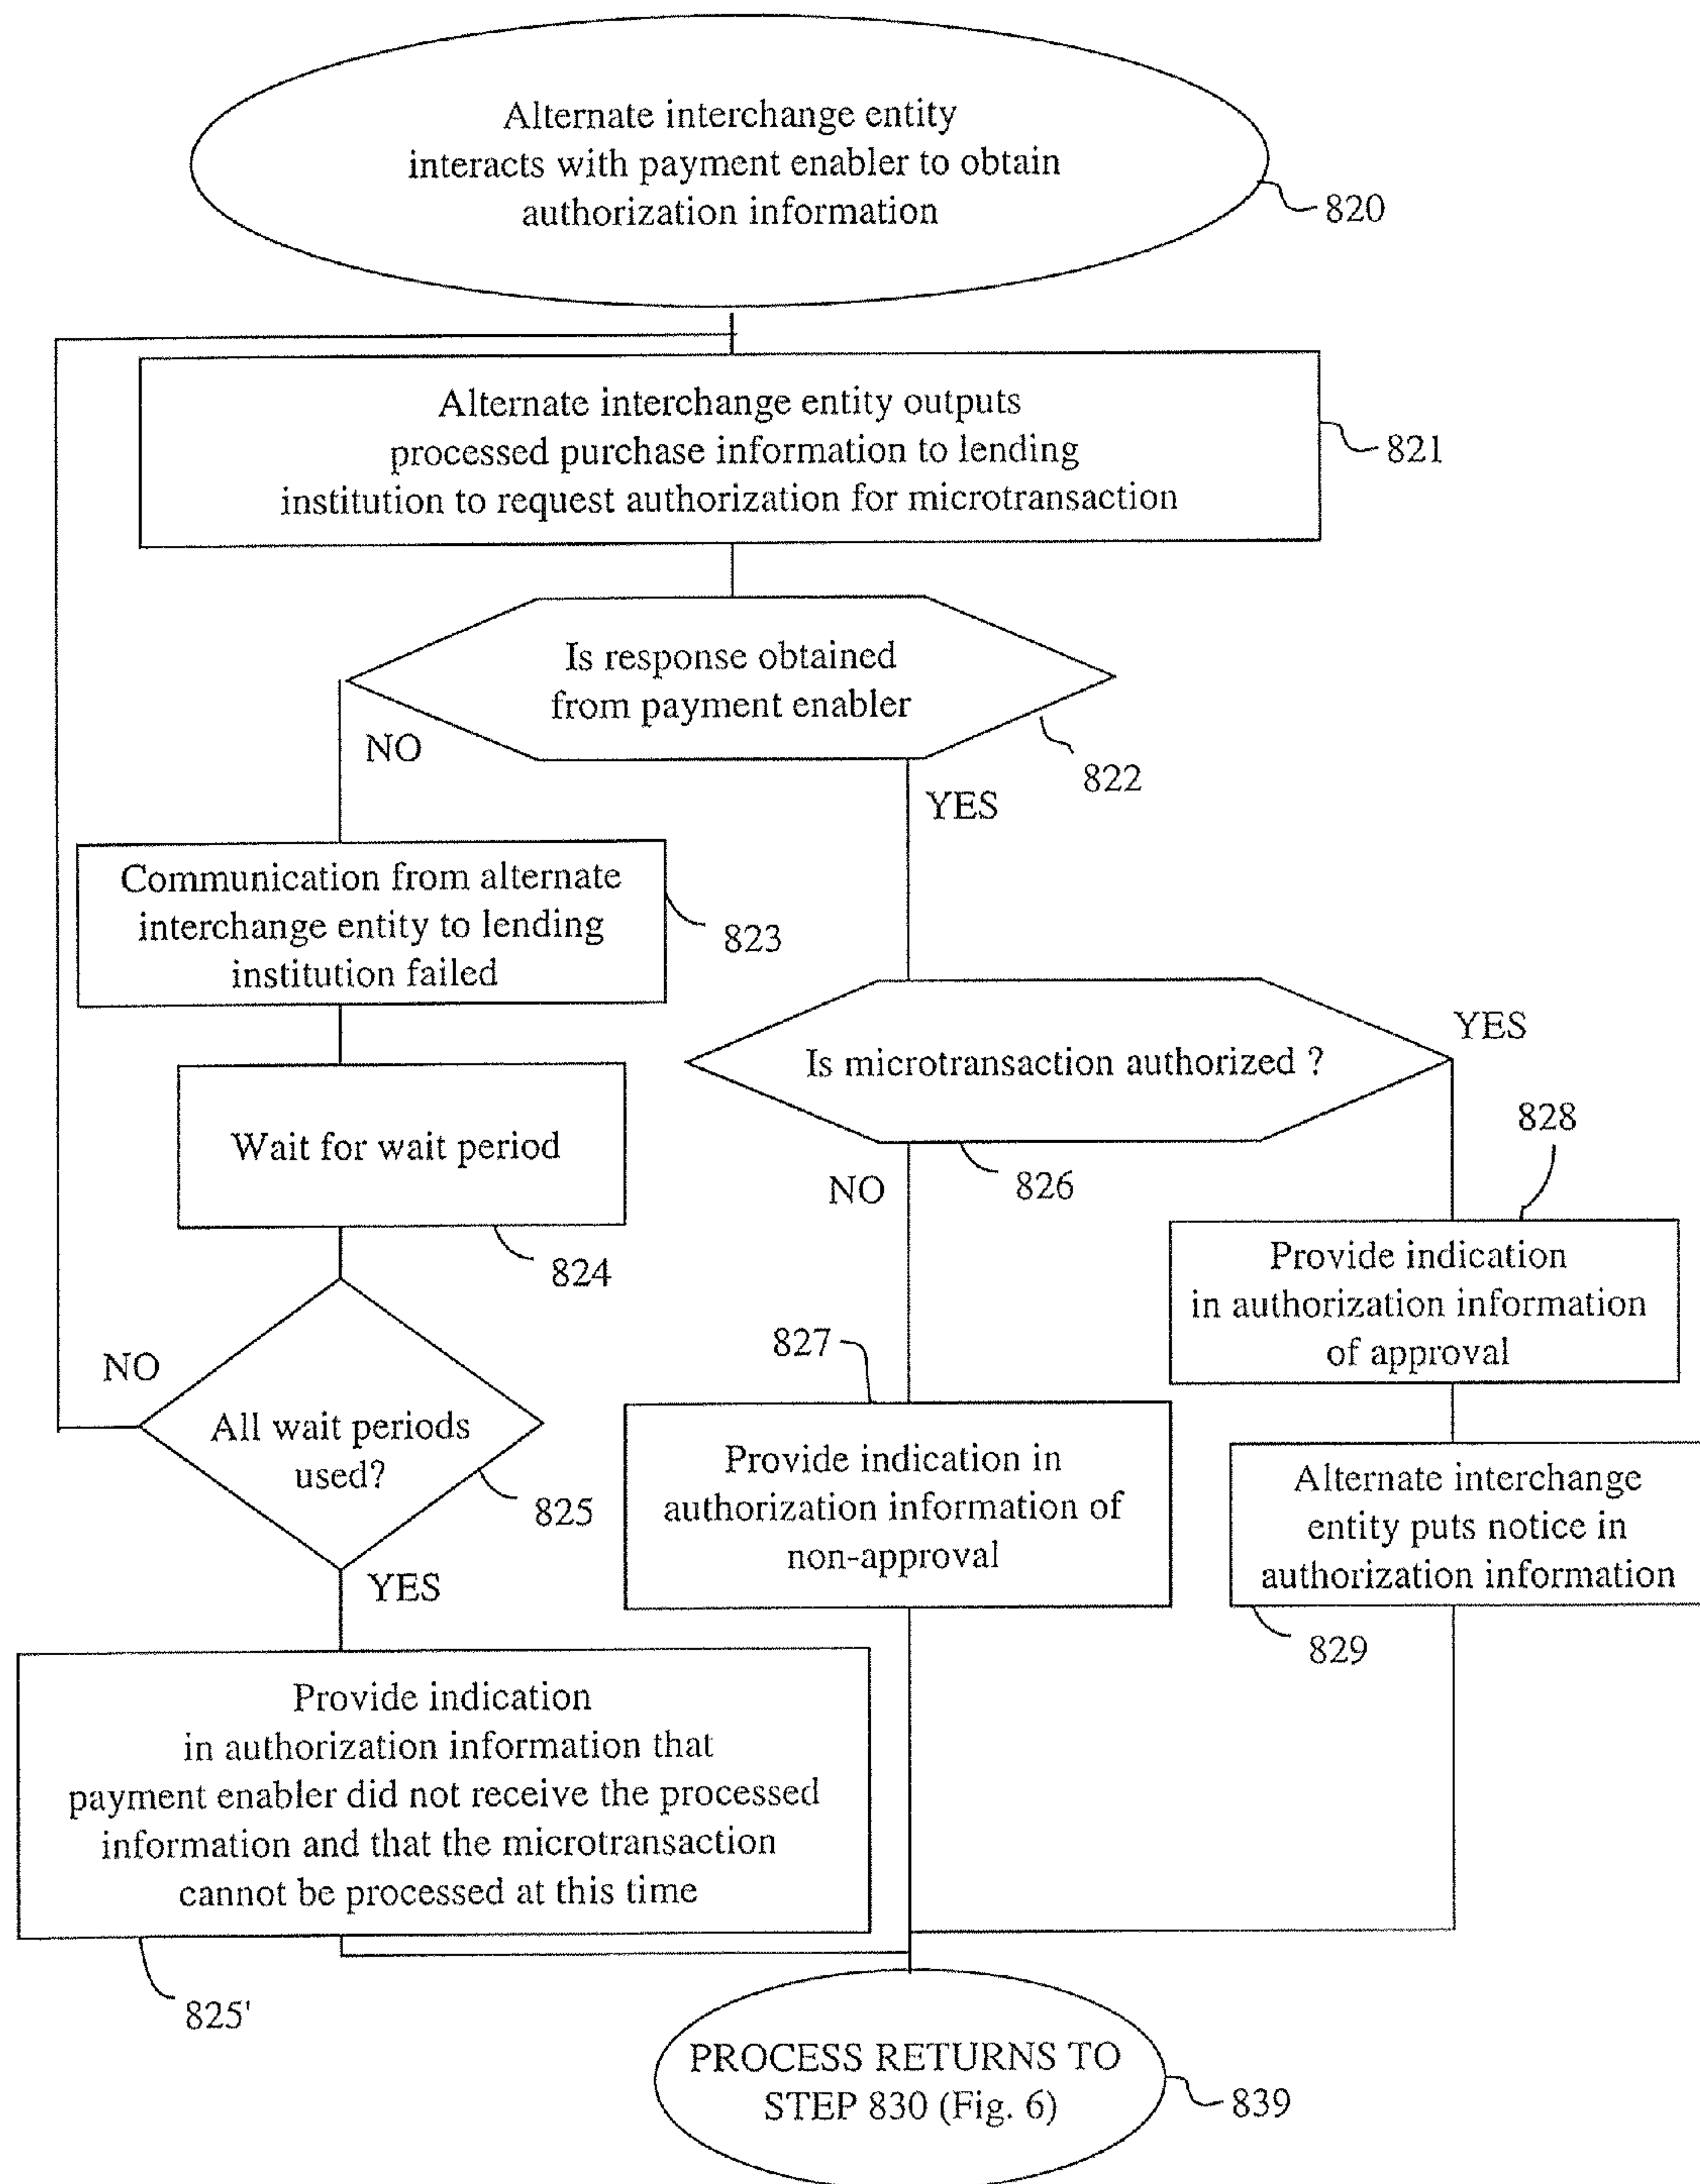 Alternate interchange entity
interacts with payment enabler to obtain
authorization information
820
Alternate interchange entity outputs
processed purchase information to lending
institution to request authorization for microtransaction
821
Is response obtained
from payment enabler
822
NO
YES
Communication from alternate
interchange entity to lending
institution failed
823
Is microtransaction authorized ?
YES
826
NO
Wait for wait period
824
828
Provide indication
in authorization information
of approval
827
Provide indication in
authorization information of
non-approval
All wait periods
used?
NO
825
YES
Alternate interchange
entity puts notice in
authorization information
829
Provide indication
in authorization information that
payment enabler did not receive the processed
information and that the microtransaction
cannot be processed at this time
825'
PROCESS RETURNS TO
STEP 830 (Fig. 6)
839